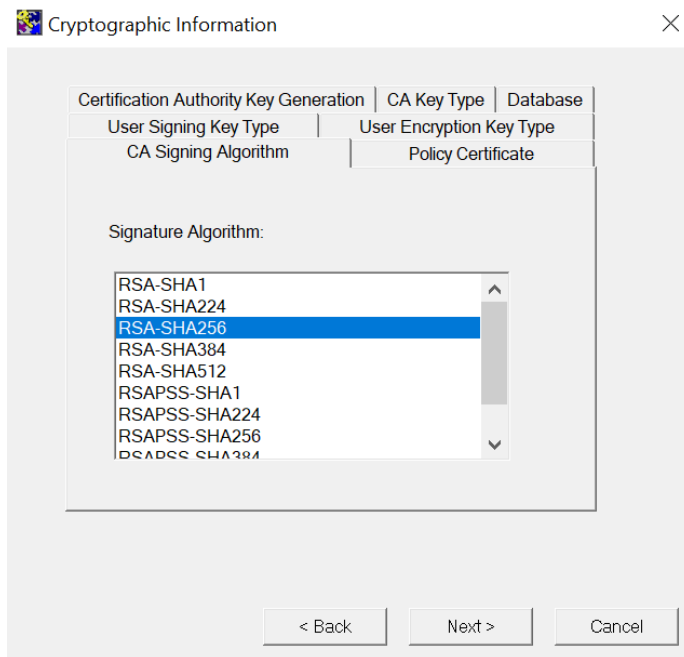 Cryptographic Information
Certification Authority Key Generation
CA Key Type
Database
User Signing Key Type
User Encryption Key Type
CA Signing Algorithm
Policy Certificate
Signature Algorithm:
RSA-SHA1
RSA-SHA224
RSA-SHA256
RSA-SHA384
RSA-SHA512
RSAPSS-SHA1
RSAPSS-SHA224
RSAPSS-SHA256
RSAPSS-SHA384
< Back
Next >
Cancel